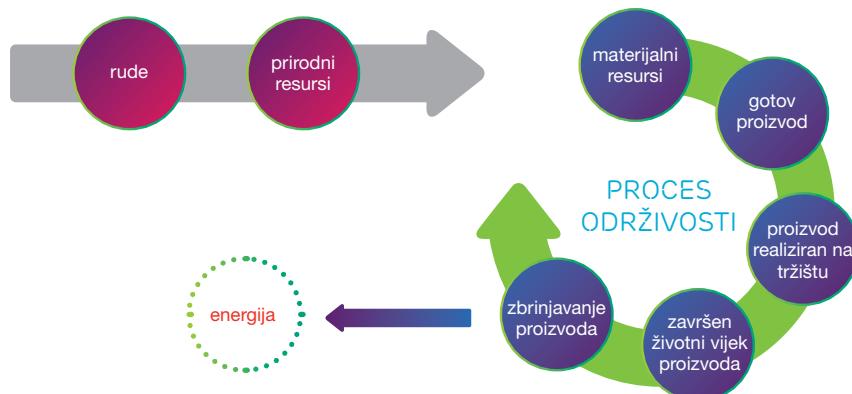 rude
prirodni
resursi
materijalni
resursi
gotov
proizvod
proizvod
realiziran na
tržištu
završen
životni vijek
proizvoda
zbrinjavanje
proizvoda
energija
PROCES
ODRŽIVOSTI